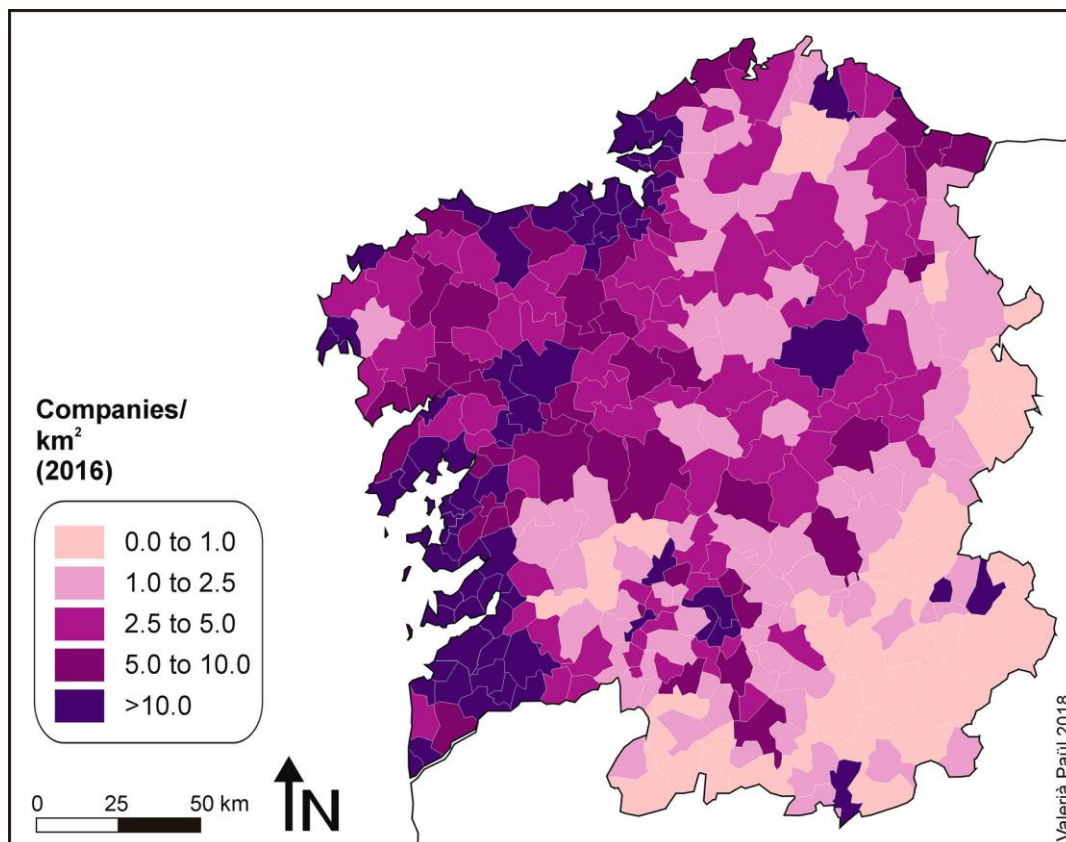 Companies/
km²
(2016)
0.0 to 1.0
1.0 to 2.5
2.5 to 5.0
5.0 to 10.0
>10.0
0 25 50 km
N
Valerià Paül 2018